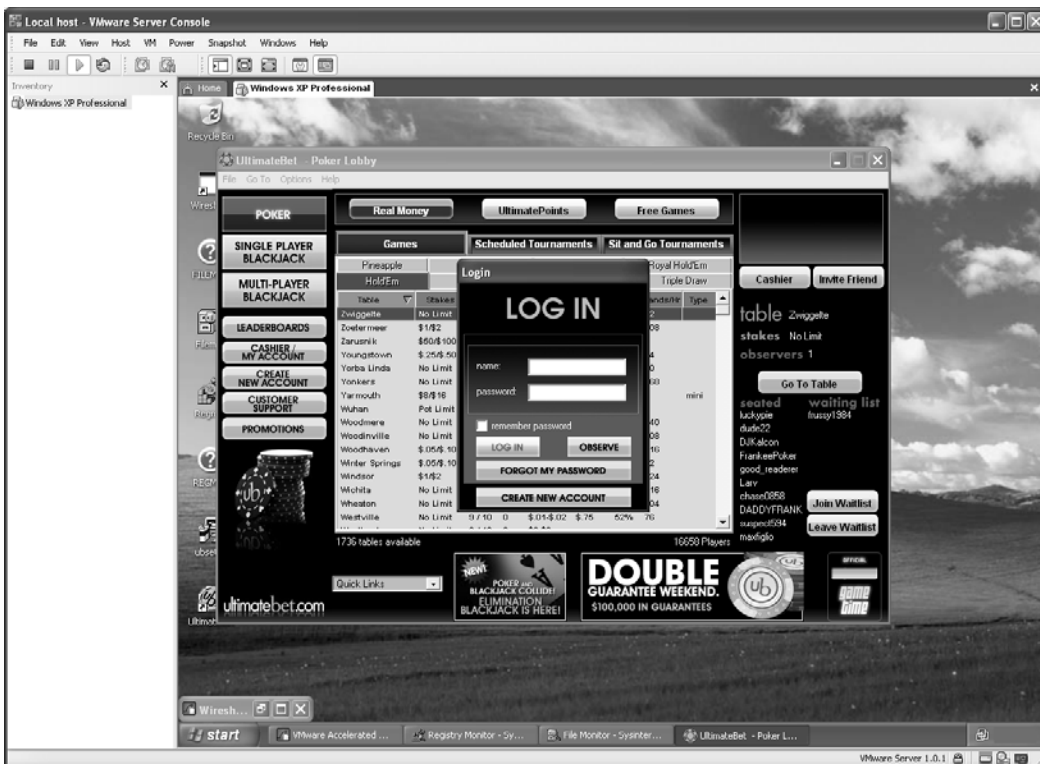 Local host - VMware Server Console
File Edit View Host VM Power Snapshot Windows Help
Inventory
Windows XP Professional
Home
Windows XP Professional
Recycle Bin
UltimateBet - Poker Lobby
File Go To Options Help
POKER
SINGLE PLAYER
BLACKJACK
MULTI-PLAYER
BLACKJACK
LEADERBOARDS
CASHIER /
MY ACCOUNT
CREATE
NEW ACCOUNT
CUSTOMER
SUPPORT
PROMOTIONS
ub
ultimatebet.com
Real Money UltimatePoints Free Games
Games Scheduled Tournaments Sit and Go Tournaments
Pineapple Royal Hold'Em
Hold'Em Triple Draw
Table Stakes Type
Zwiggelte No Limit
Zoetermeer $1/$2
Zarusnik $50/$100
Youngstown $.25/$.50
Yorba Linda No Limit
Yonkers No Limit
Yarmouth $8/$16 mini
Wuhan Pot Limit
Woodmere No Limit
Woodinville No Limit
Woodhaven $.05/$.10
Winter Springs $.05/$.10
Windsor $1/$2
Wichita No Limit
Wheaton No Limit
Westville No Limit 9 / 10 0 $.01-$.02 $.75 52% 76
1736 tables available 16658 Players
Login
LOG IN
name:
password:
remember password
LOG IN OBSERVE
FORGOT MY PASSWORD
CREATE NEW ACCOUNT
Cashier Invite Friend
table Zwiggelte
stakes No Limit
observers 1
Go To Table
seated waiting list
luckypie frussy1984
dude22
DJKalcon
FrankeePoker
good_readerer
Larv
chase0858
DADDYFRANK
suspect594
maxfiglio
Join Waitlist
Leave Waitlist
Quick Links
NEW!
POKER AND
BLACKJACK COLLIDE!
ELIMINATION
BLACKJACK IS HERE!
DOUBLE
GUARANTEE WEEKEND.
$100,000 IN GUARANTEES
ub
OFFICIAL
game
time
Wiresh...
start VMware Accelerated ... Registry Monitor - Sy... File Monitor - Sysinter... UltimateBet - Poker L...
VMware Server 1.0.1